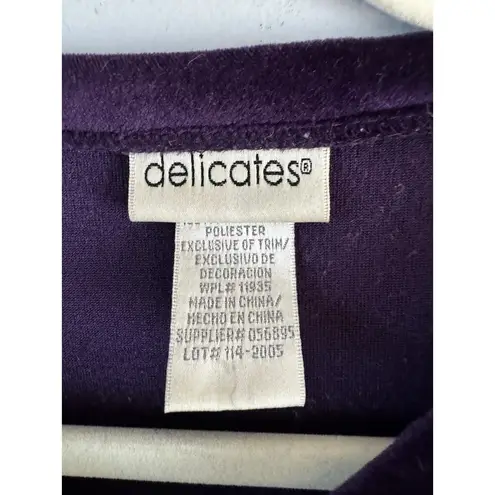 delicates®
POLIESTER
EXCLUSIVE OF TRIM/
EXCLUSIVO DE
DECORACION
WPL# 11935
MADE IN CHINA/
HECHO EN CHINA
SUPPLIER# 056895
LOT# 114-2005